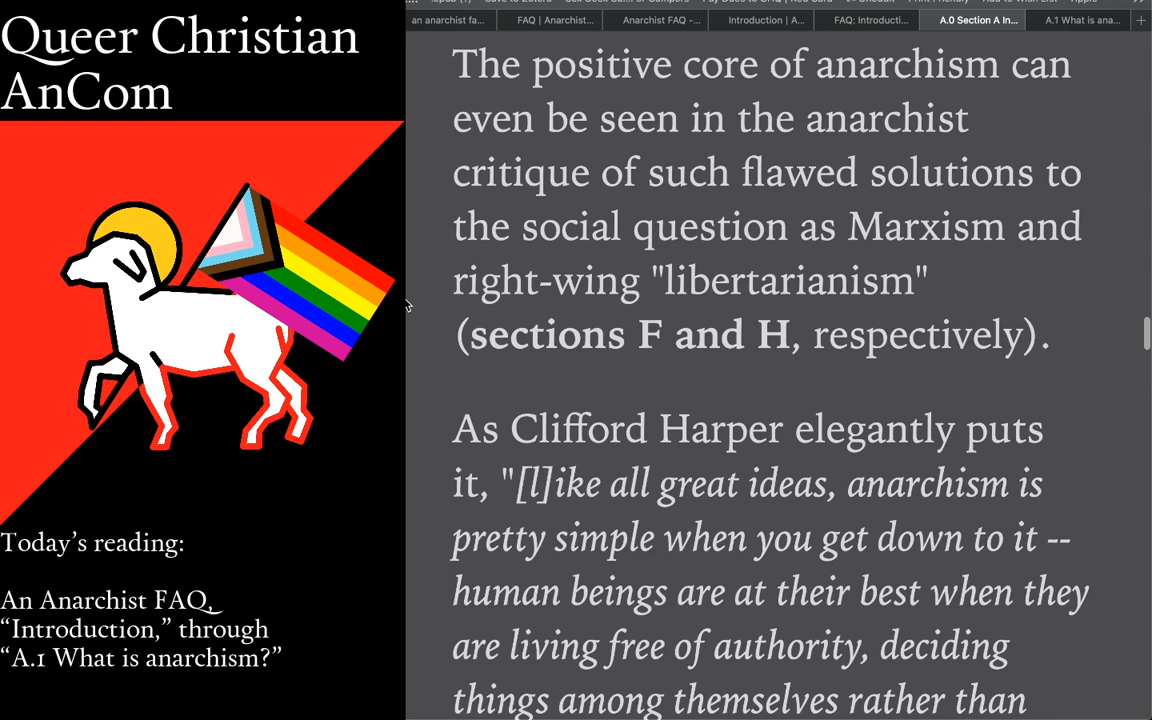 Queer Christian
AnCom
Today’s reading:
An Anarchist FAQ,
“Introduction,” through
“A.1 What is anarchism?”
an anarchist fa...
FAQ | Anarchist...
Anarchist FAQ -...
Introduction | A...
FAQ: Introducti...
A.0 Section A In...
A.1 What is ana...
The positive core of anarchism can
even be seen in the anarchist
critique of such flawed solutions to
the social question as Marxism and
right-wing "libertarianism"
(sections F and H, respectively).
As Clifford Harper elegantly puts
it, "[l]ike all great ideas, anarchism is
pretty simple when you get down to it --
human beings are at their best when they
are living free of authority, deciding
things among themselves rather than